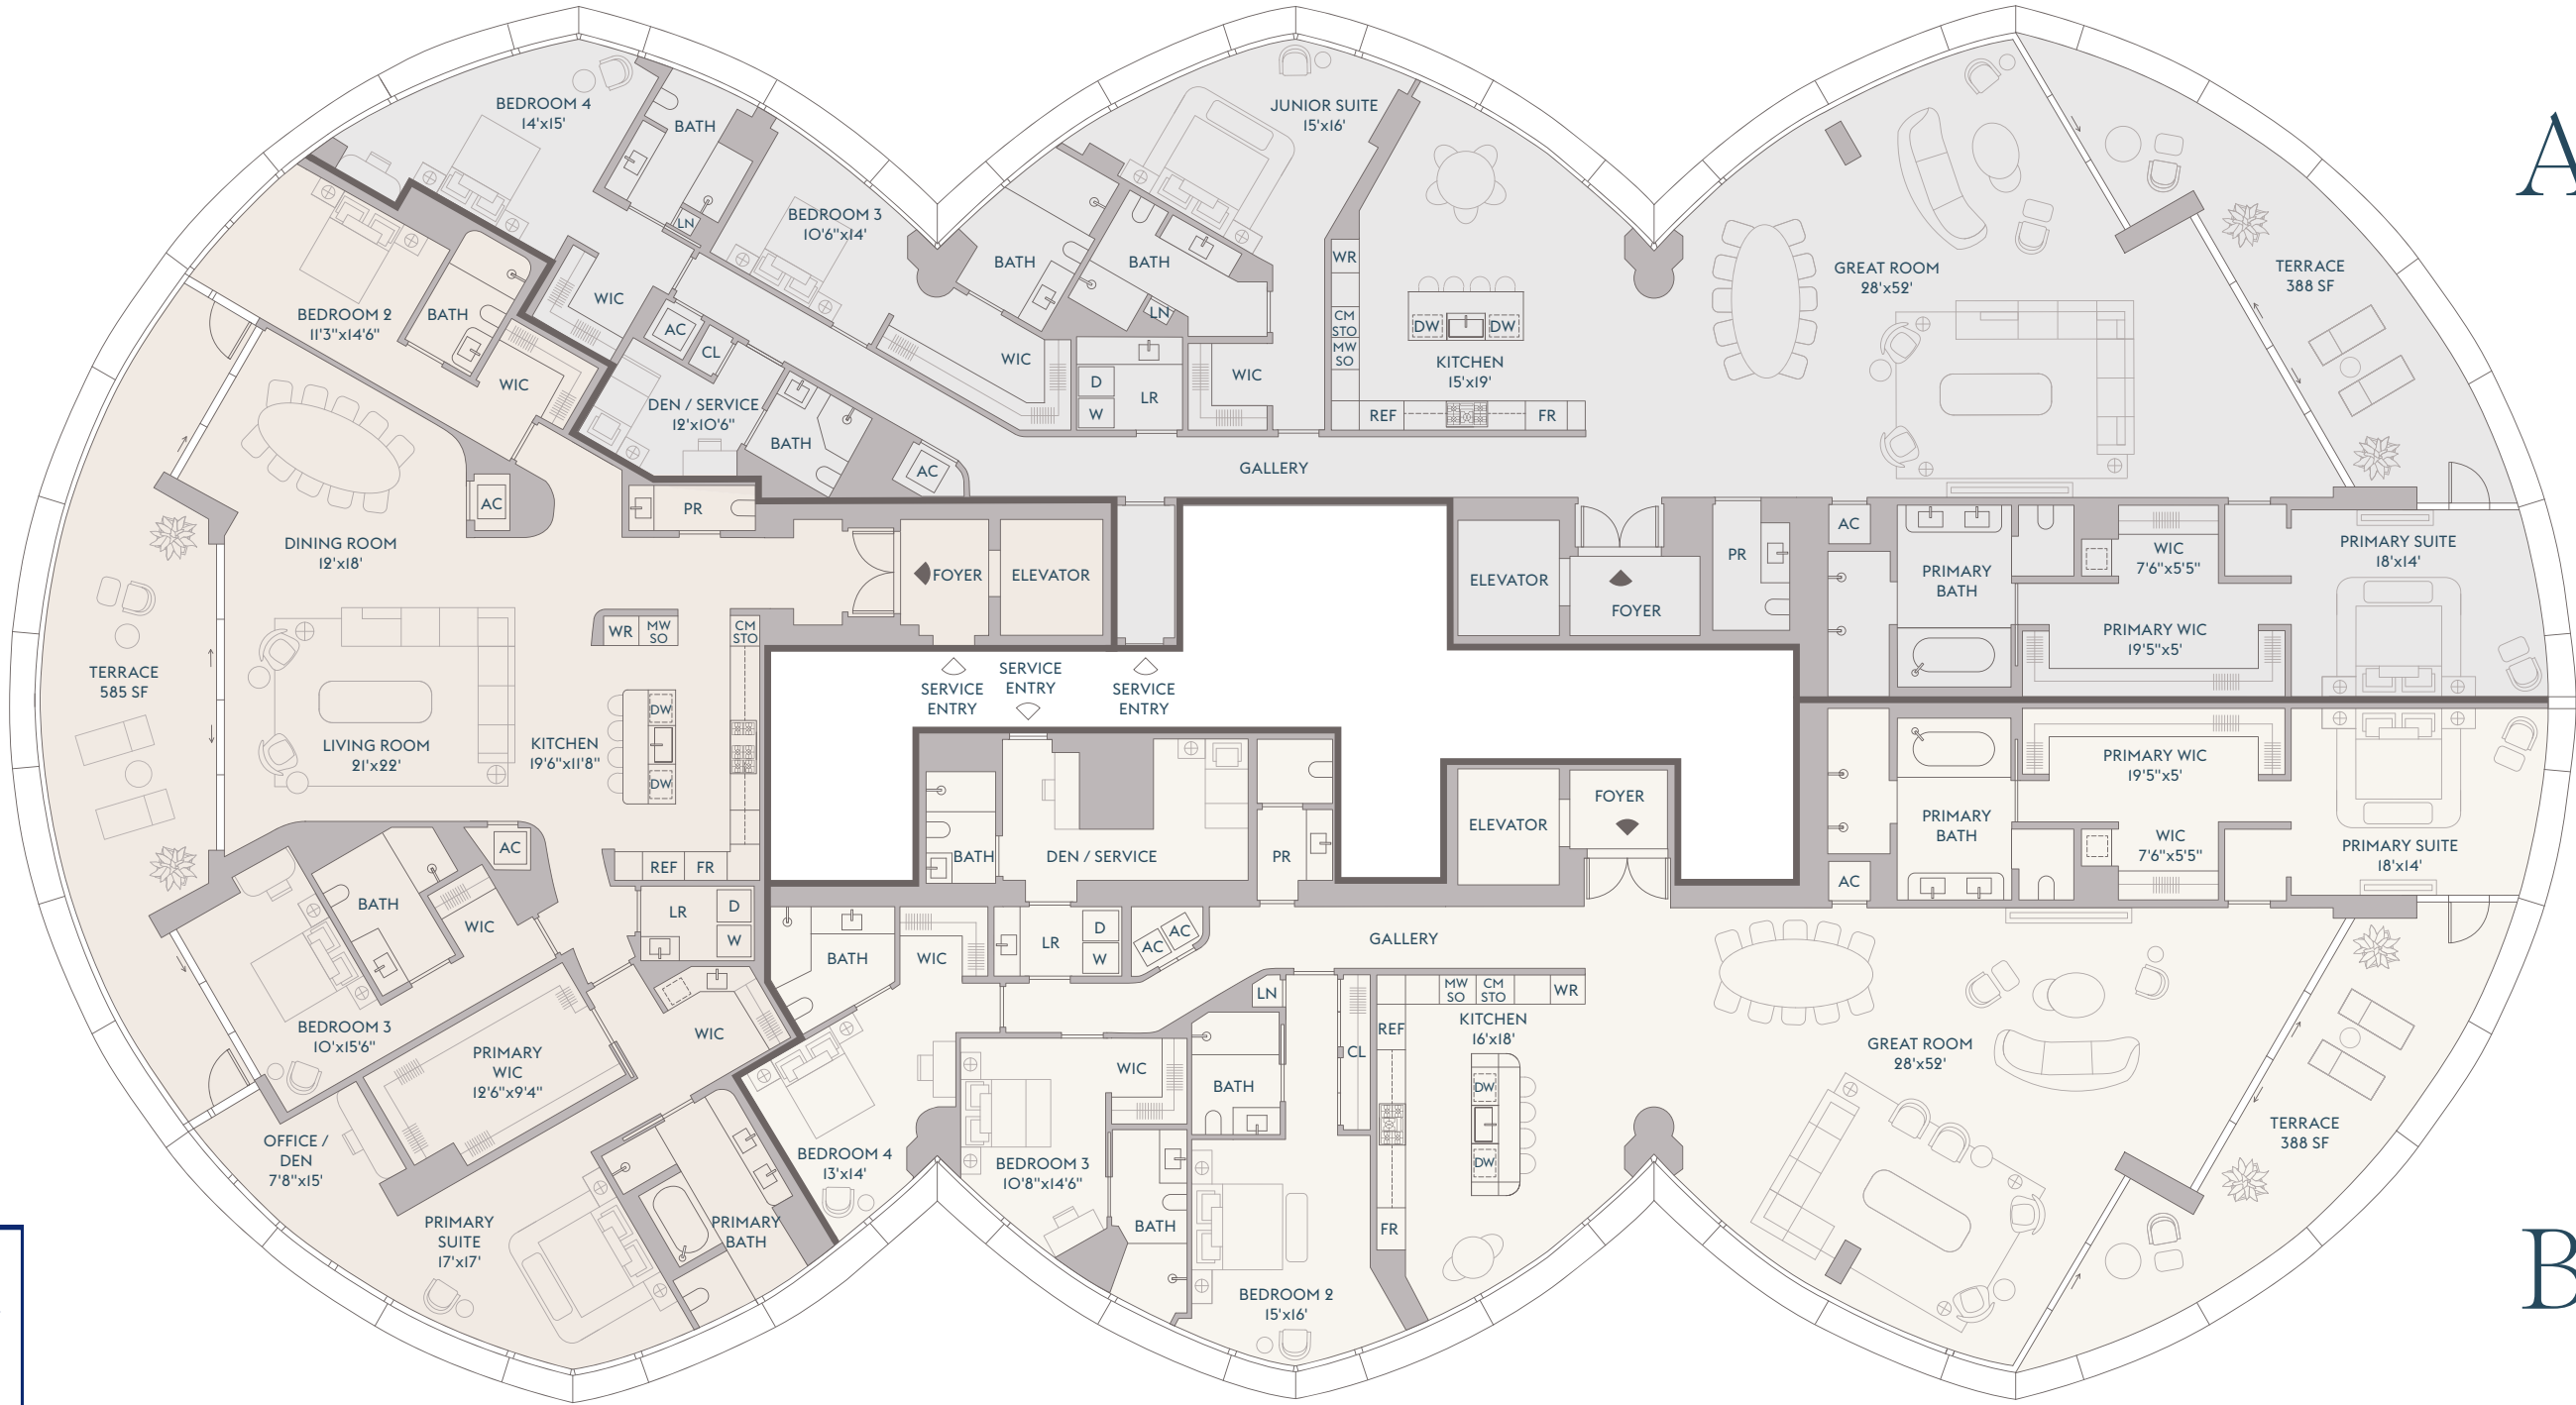 A
BEDROOM 4
14'x15'
BATH
LN
BEDROOM 3
10'6"x14'
JUNIOR SUITE
15'x16'
BATH
BATH
LN
WR
CM
STO
MW
SO
DW
DW
KITCHEN
15'x19'
REF
FR
GREAT ROOM
28'x52'
TERRACE
388 SF
BEDROOM 2
11'3"x14'6"
BATH
WIC
WIC
AC
CL
DEN / SERVICE
12'x10'6"
BATH
AC
WIC
D
W
LR
WIC
GALLERY
AC
PR
DINING ROOM
12'x18'
FOYER
ELEVATOR
ELEVATOR
FOYER
PR
AC
PRIMARY
BATH
WIC
7'6"x5'5"
PRIMARY WIC
19'5"x5'
PRIMARY SUITE
18'x14'
WR
MW
SO
CM
STO
TERRACE
585 SF
LIVING ROOM
21'x22'
KITCHEN
19'6"x11'8"
DW
DW
REF
FR
SERVICE
ENTRY
SERVICE
ENTRY
SERVICE
ENTRY
BATH
DEN / SERVICE
PR
ELEVATOR
FOYER
PRIMARY WIC
19'5"x5'
PRIMARY
BATH
WIC
7'6"x5'5"
AC
PRIMARY SUITE
18'x14'
AC
BATH
WIC
LR
D
W
BEDROOM 3
10'x15'6"
PRIMARY
WIC
12'6"x9'4"
WIC
OFFICE /
DEN
7'8"x15'
PRIMARY
SUITE
17'x17'
PRIMARY
BATH
BATH
WIC
LR
D
W
AC
AC
GALLERY
LN
MW
SO
CM
STO
WR
REF
KITCHEN
16'x18'
CL
DW
DW
FR
BEDROOM 4
13'x14'
WIC
BEDROOM 3
10'8"x14'6"
BATH
BATH
BEDROOM 2
15'x16'
GREAT ROOM
28'x52'
TERRACE
388 SF
B